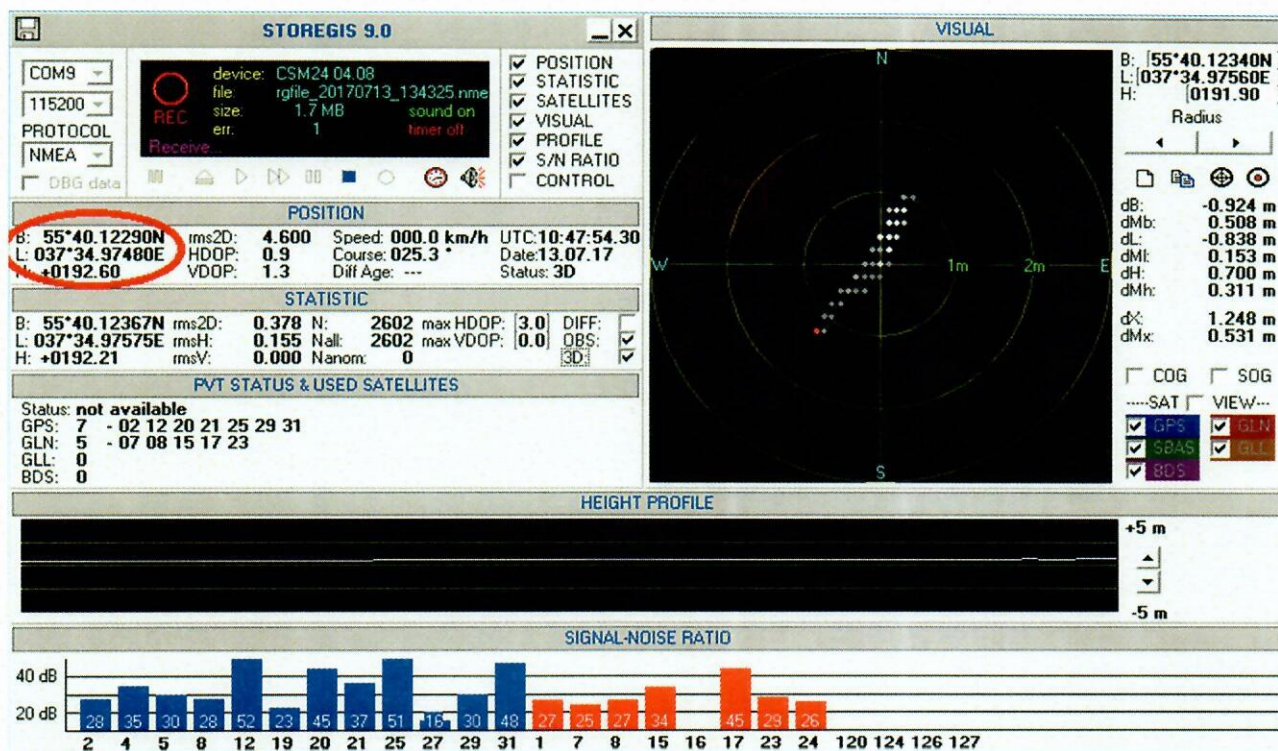 STOREGIS 9.0
COM9
115200
PROTOCOL
NMEA
DBG data
REC
device: CSM24 04.08
file: rgfile_20170713_134325.nme
size: 1.7 MB sound on
err: 1 timer off
Receive...
POSITION
STATISTIC
SATELLITES
VISUAL
PROFILE
S/N RATIO
CONTROL
POSITION
B: 55°40.12290N rms2D: 4.600 Speed: 000.0 km/h UTC:10:47:54.30
L: 037°34.97480E HDOP: 0.9 Course: 025.3 ° Date:13.07.17
H: +0192.60 VDOP: 1.3 Diff Age: --- Status: 3D
STATISTIC
B: 55°40.12367N rms2D: 0.378 N: 2602 max HDOP: [3.0] DIFF:
L: 037°34.97575E rmsH: 0.155 Nall: 2602 max VDOP: [0.0] OBS:
H: +0192.21 rmsV: 0.000 Nanom: 0 3D:
PVT STATUS & USED SATELLITES
Status: not available
GPS: 7 - 02 12 20 21 25 29 31
GLN: 5 - 07 08 15 17 23
GLL: 0
BDS: 0
VISUAL
N
W 1m 2m E
S
B: [55°40.12340N
L: [037°34.97560E
H: [0191.90
Radius
dB: -0.924 m
dMb: 0.508 m
dL: -0.838 m
dMl: 0.153 m
dH: 0.700 m
dMh: 0.311 m
dX: 1.248 m
dMx: 0.531 m
COG SOG
-----SAT VIEW---
GPS GLN
SBAS GLL
BDS
HEIGHT PROFILE
+5 m
-5 m
SIGNAL-NOISE RATIO
40 dB
20 dB
28 35 30 28 52 23 45 37 51 16 30 48 27 25 27 34 45 29 26
2 4 5 8 12 19 20 21 25 27 29 31 1 7 8 15 16 17 23 24 120 124 126 127